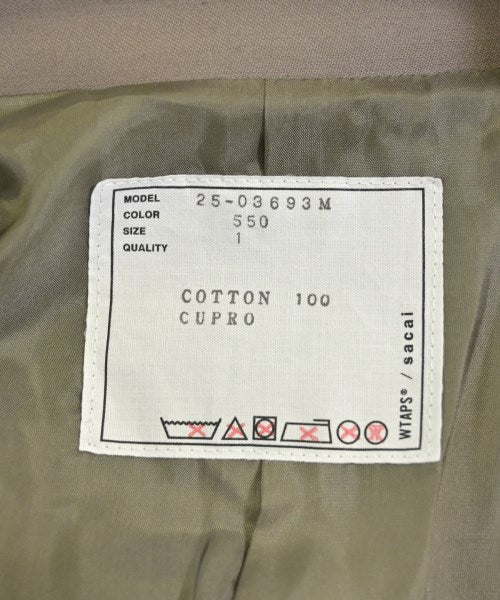 MODEL 25-03693M
COLOR 550
SIZE 1
QUALITY
COTTON 100
CUPRO
WTAPS® / sacai